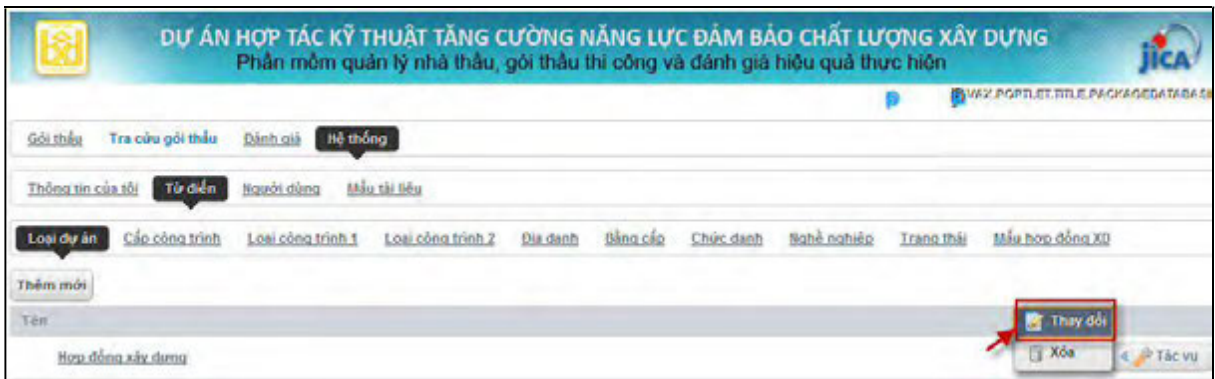 DỰ ÁN HỢP TÁC KỸ THUẬT TĂNG CƯỜNG NĂNG LỰC ĐẢM BẢO CHẤT LƯỢNG XÂY DỰNG
Phần mềm quản lý nhà thầu, gói thầu thi công và đánh giá hiệu quả thực hiện
bxd
jica
VAX.PORTLET.TITLE.PACKAGEDATABASE
Gói thầu Tra cứu gói thầu Đánh giá Hệ thống
Thông tin của tôi Từ điển Người dùng Mẫu tài liệu
Loại dự án Cấp công trình Loại công trình 1 Loại công trình 2 Địa danh Bằng cấp Chức danh Nghề nghiệp Trạng thái Mẫu hợp đồng XD
Thêm mới
Tên
Thay đổi
Hợp đồng xây dựng
Xóa
Tác vụ